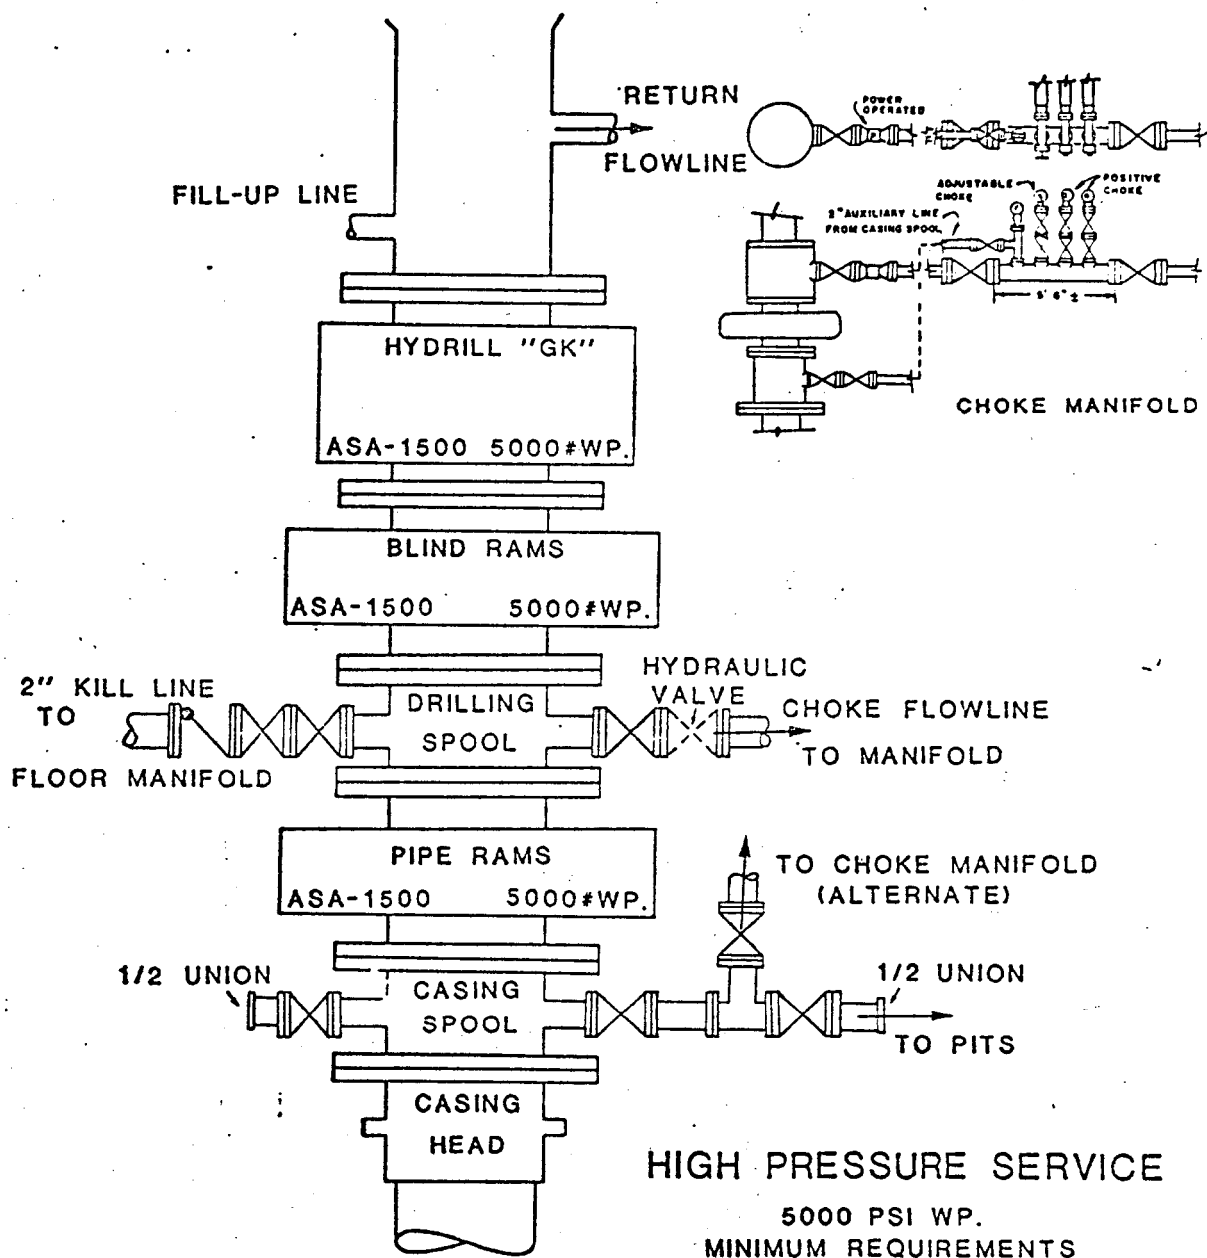 RETURN
FLOWLINE
FILL-UP LINE
POWER
OPERATED
ADJUSTABLE
CHOKE
POSITIVE
CHOKE
2" AUXILIARY LINE
FROM CASING SPOOL
5' 6" ±
CHOKE MANIFOLD
HYDRILL "GK"
ASA-1500 5000#WP.
BLIND RAMS
ASA-1500 5000#WP.
2" KILL LINE
TO
FLOOR MANIFOLD
DRILLING
SPOOL
HYDRAULIC
VALVE
CHOKE FLOWLINE
TO MANIFOLD
PIPE RAMS
ASA-1500 5000#WP.
TO CHOKE MANIFOLD
(ALTERNATE)
1/2 UNION
CASING
SPOOL
1/2 UNION
TO PITS
CASING
HEAD
HIGH PRESSURE SERVICE
5000 PSI WP.
MINIMUM REQUIREMENTS